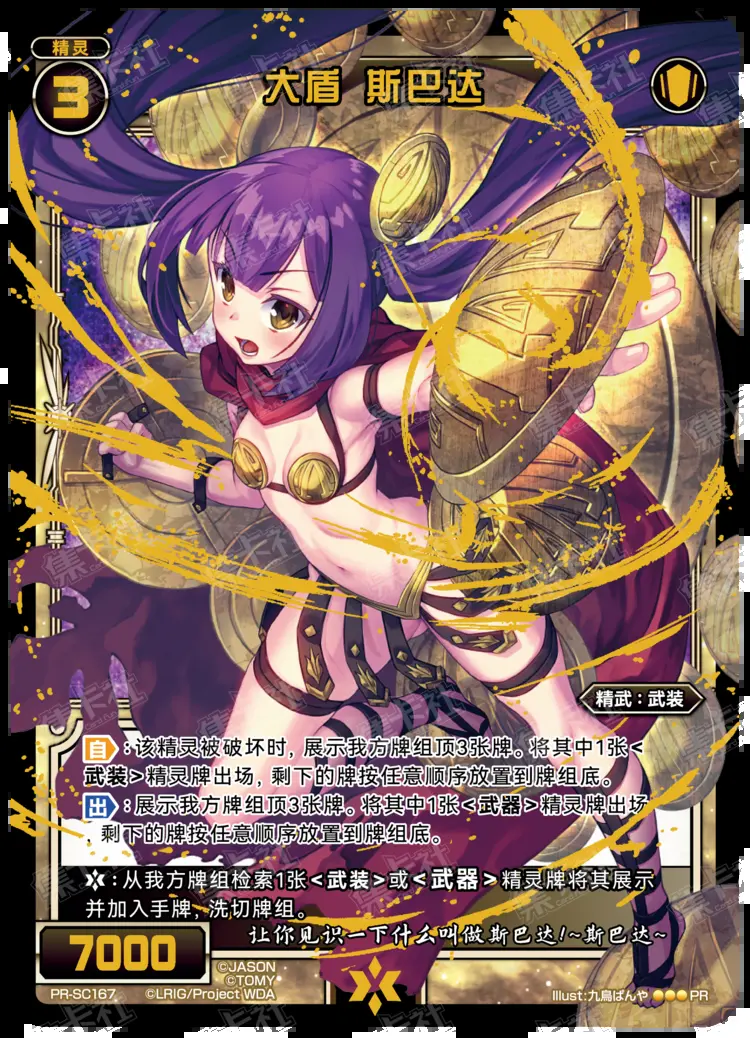 精灵
3
大盾 斯巴达
精武：武装
自：该精灵被破坏时，展示我方牌组顶3张牌。将其中1张<
武装>精灵牌出场，剩下的牌按任意顺序放置到牌组底。
出：展示我方牌组顶3张牌。将其中1张<武器>精灵牌出场
，剩下的牌按任意顺序放置到牌组底。
：从我方牌组检索1张<武装>或<武器>精灵牌将其展示
并加入手牌，洗切牌组。
让你见识一下什么叫做斯巴达!~斯巴达~
7000
©JASON
©TOMY
PR-SC167 ©LRIG/Project WDA
Illust:九鳥ぱんや PR
集卡社